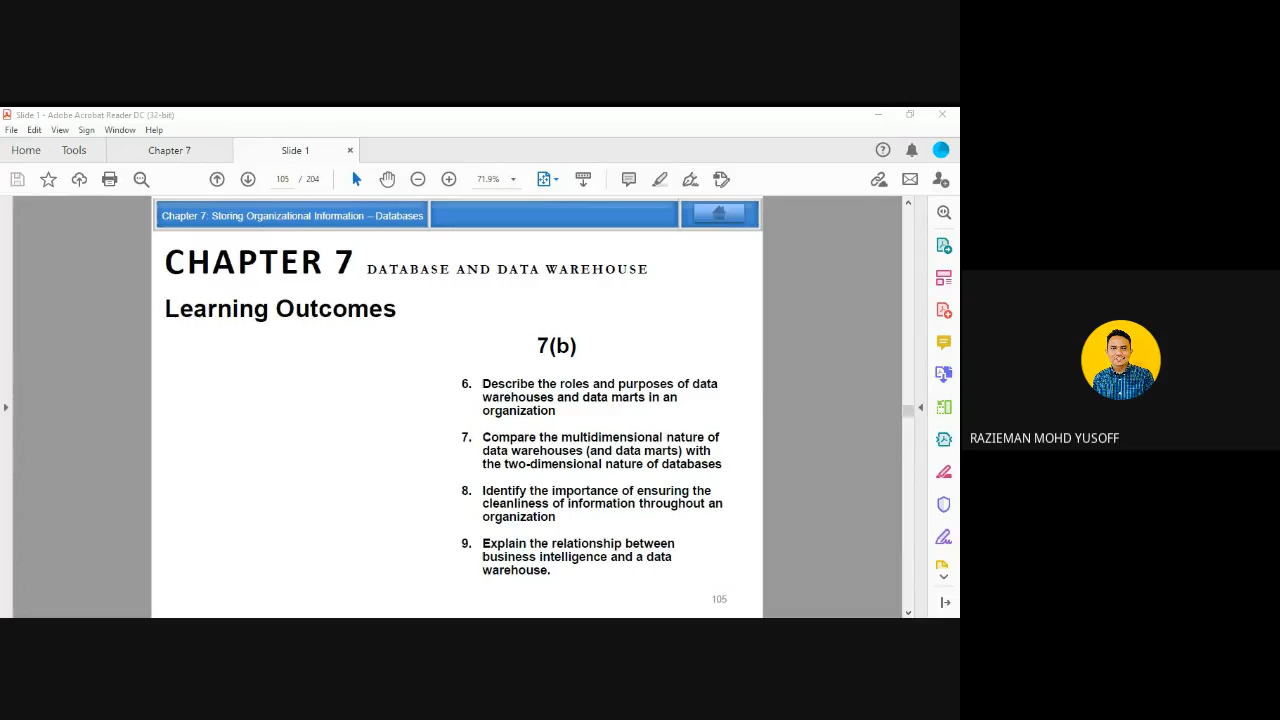 Slide 1 - Adobe Acrobat Reader DC (32-bit)
File Edit View Sign Window Help
Home Tools Chapter 7 Slide 1
105 / 204 71.9%
Chapter 7: Storing Organizational Information – Databases
CHAPTER 7 DATABASE AND DATA WAREHOUSE
Learning Outcomes
7(b)
6. Describe the roles and purposes of data
warehouses and data marts in an
organization
7. Compare the multidimensional nature of
data warehouses (and data marts) with
the two-dimensional nature of databases
8. Identify the importance of ensuring the
cleanliness of information throughout an
organization
9. Explain the relationship between
business intelligence and a data
warehouse.
105
RAZIEMAN MOHD YUSOFF